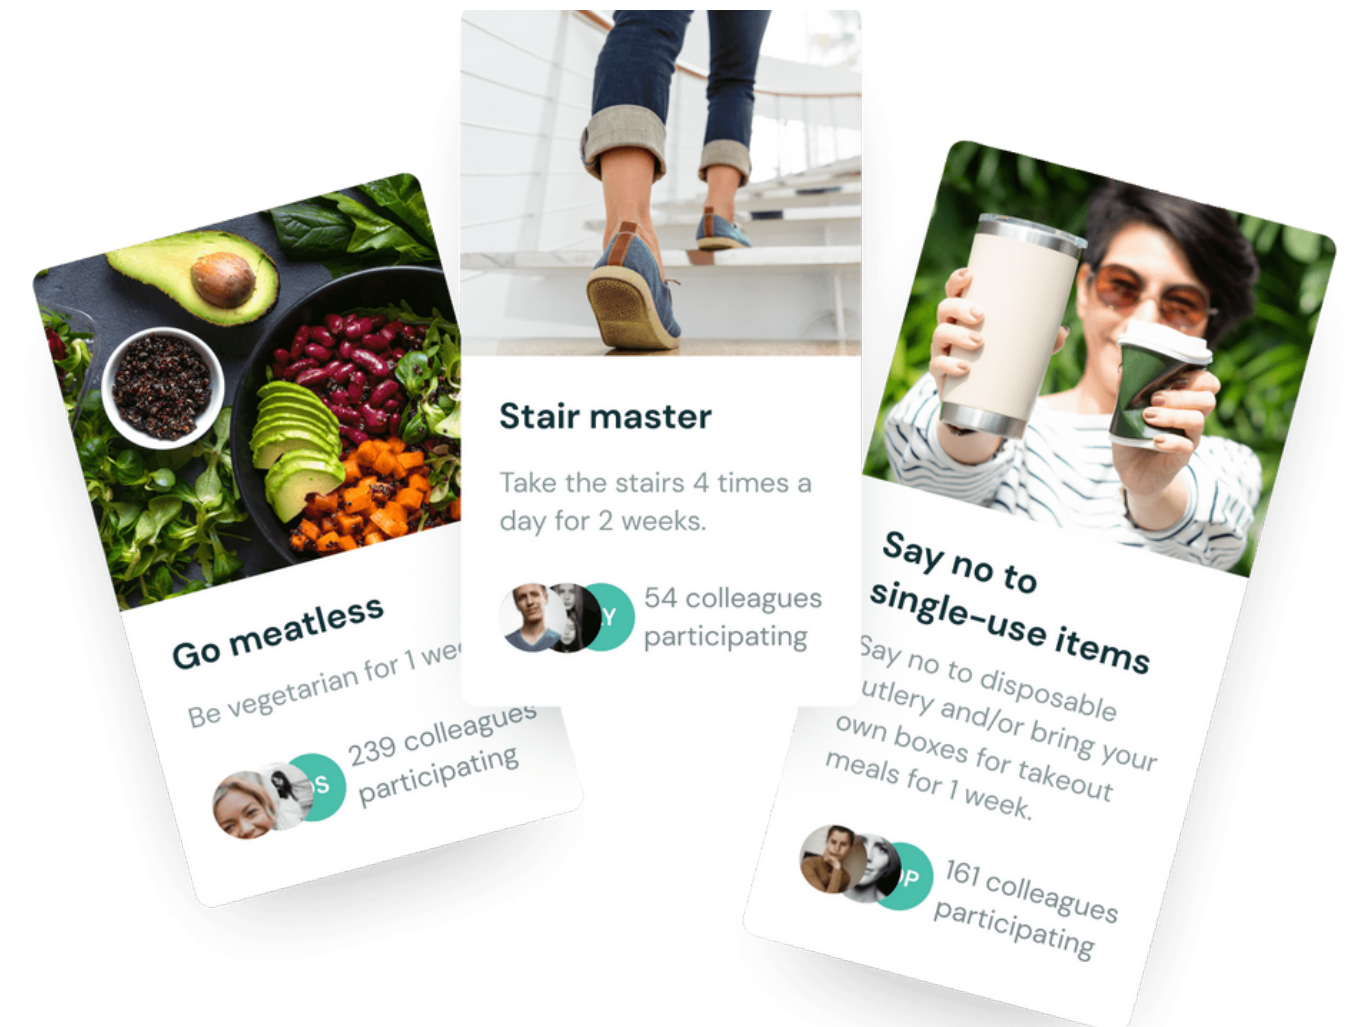 Go meatless
Be vegetarian for 1
239 colleagues
participating
Stair master
Take the stairs 4 times a
day for 2 weeks.
54 colleagues
participating
Say no to
single-use items
Say no to disposable
utlery and/or bring your
own boxes for takeout
meals for 1 week.
161 colleagues
participating